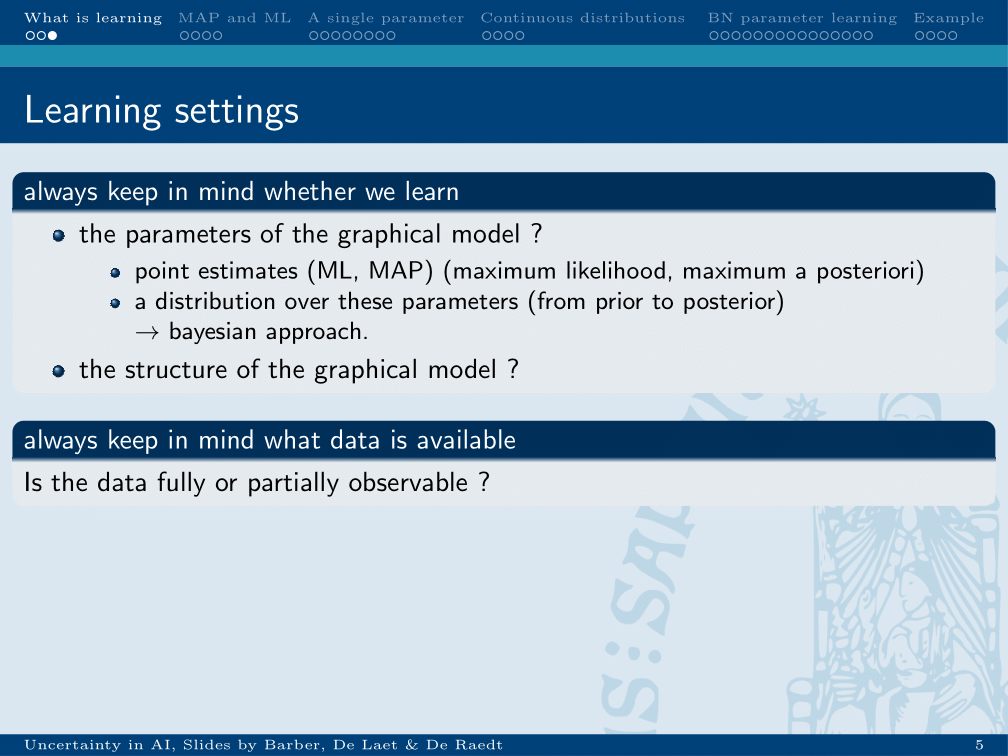 What is learning MAP and ML A single parameter Continuous distributions BN parameter learning Example
Learning settings
always keep in mind whether we learn
the parameters of the graphical model ?
point estimates (ML, MAP) (maximum likelihood, maximum a posteriori)
a distribution over these parameters (from prior to posterior)
→ bayesian approach.
the structure of the graphical model ?
always keep in mind what data is available
Is the data fully or partially observable ?
Uncertainty in AI, Slides by Barber, De Laet & De Raedt 5